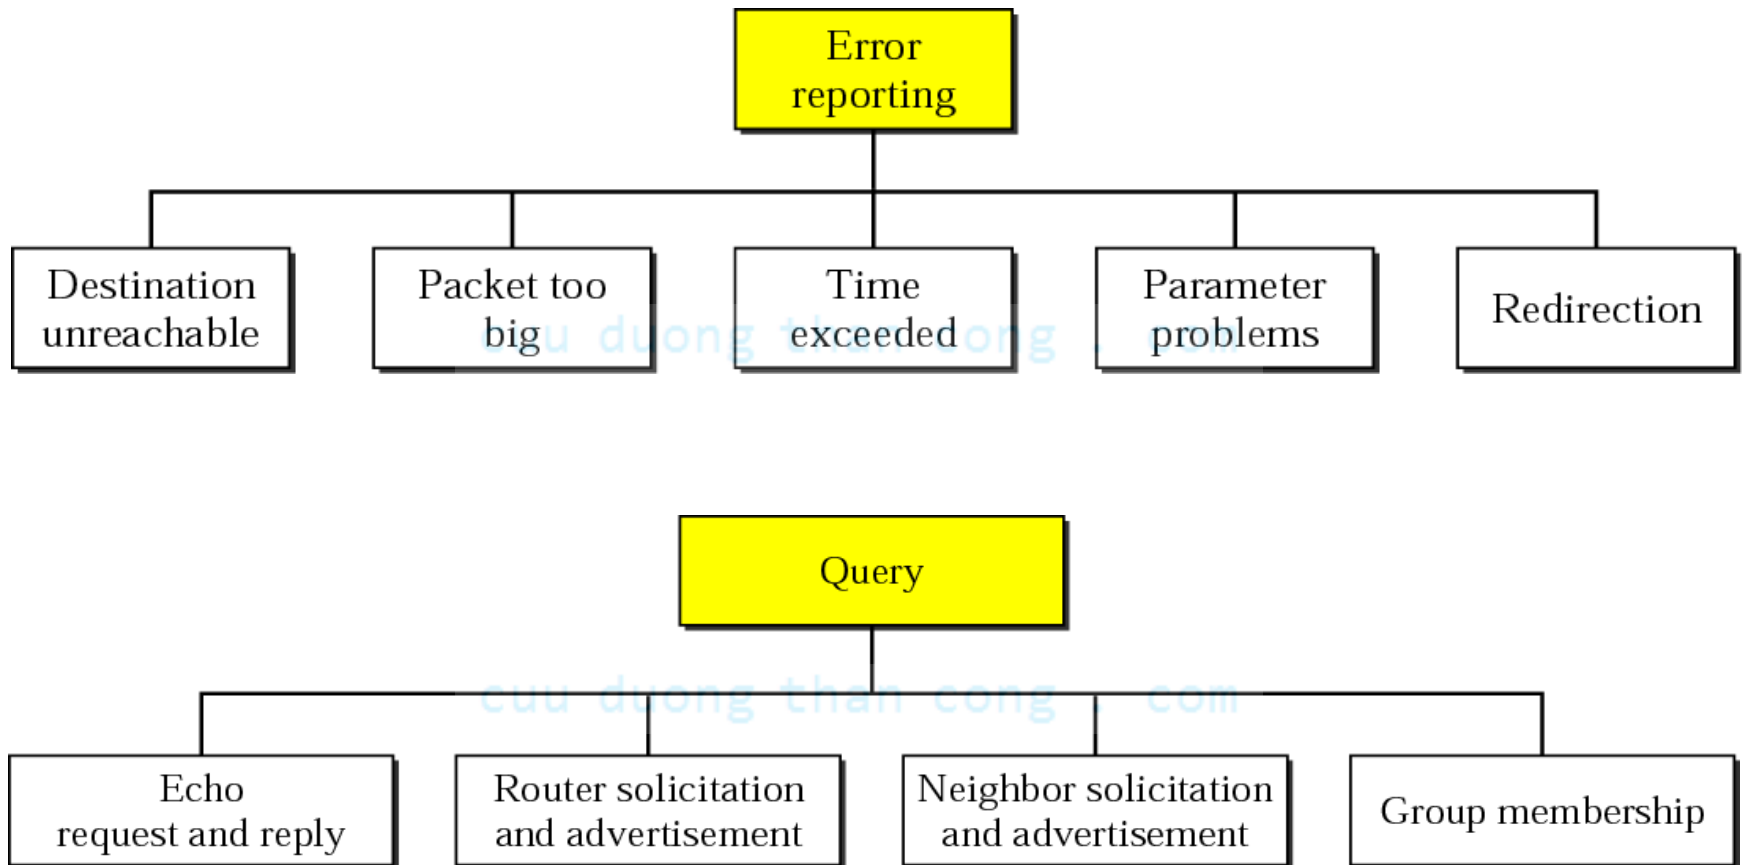 Error
reporting
Destination
unreachable
Packet too
big
Time
exceeded
Parameter
problems
Redirection
cuu duong than cong . com
Query
cuu duong than cong . com
Echo
request and reply
Router solicitation
and advertisement
Neighbor solicitation
and advertisement
Group membership